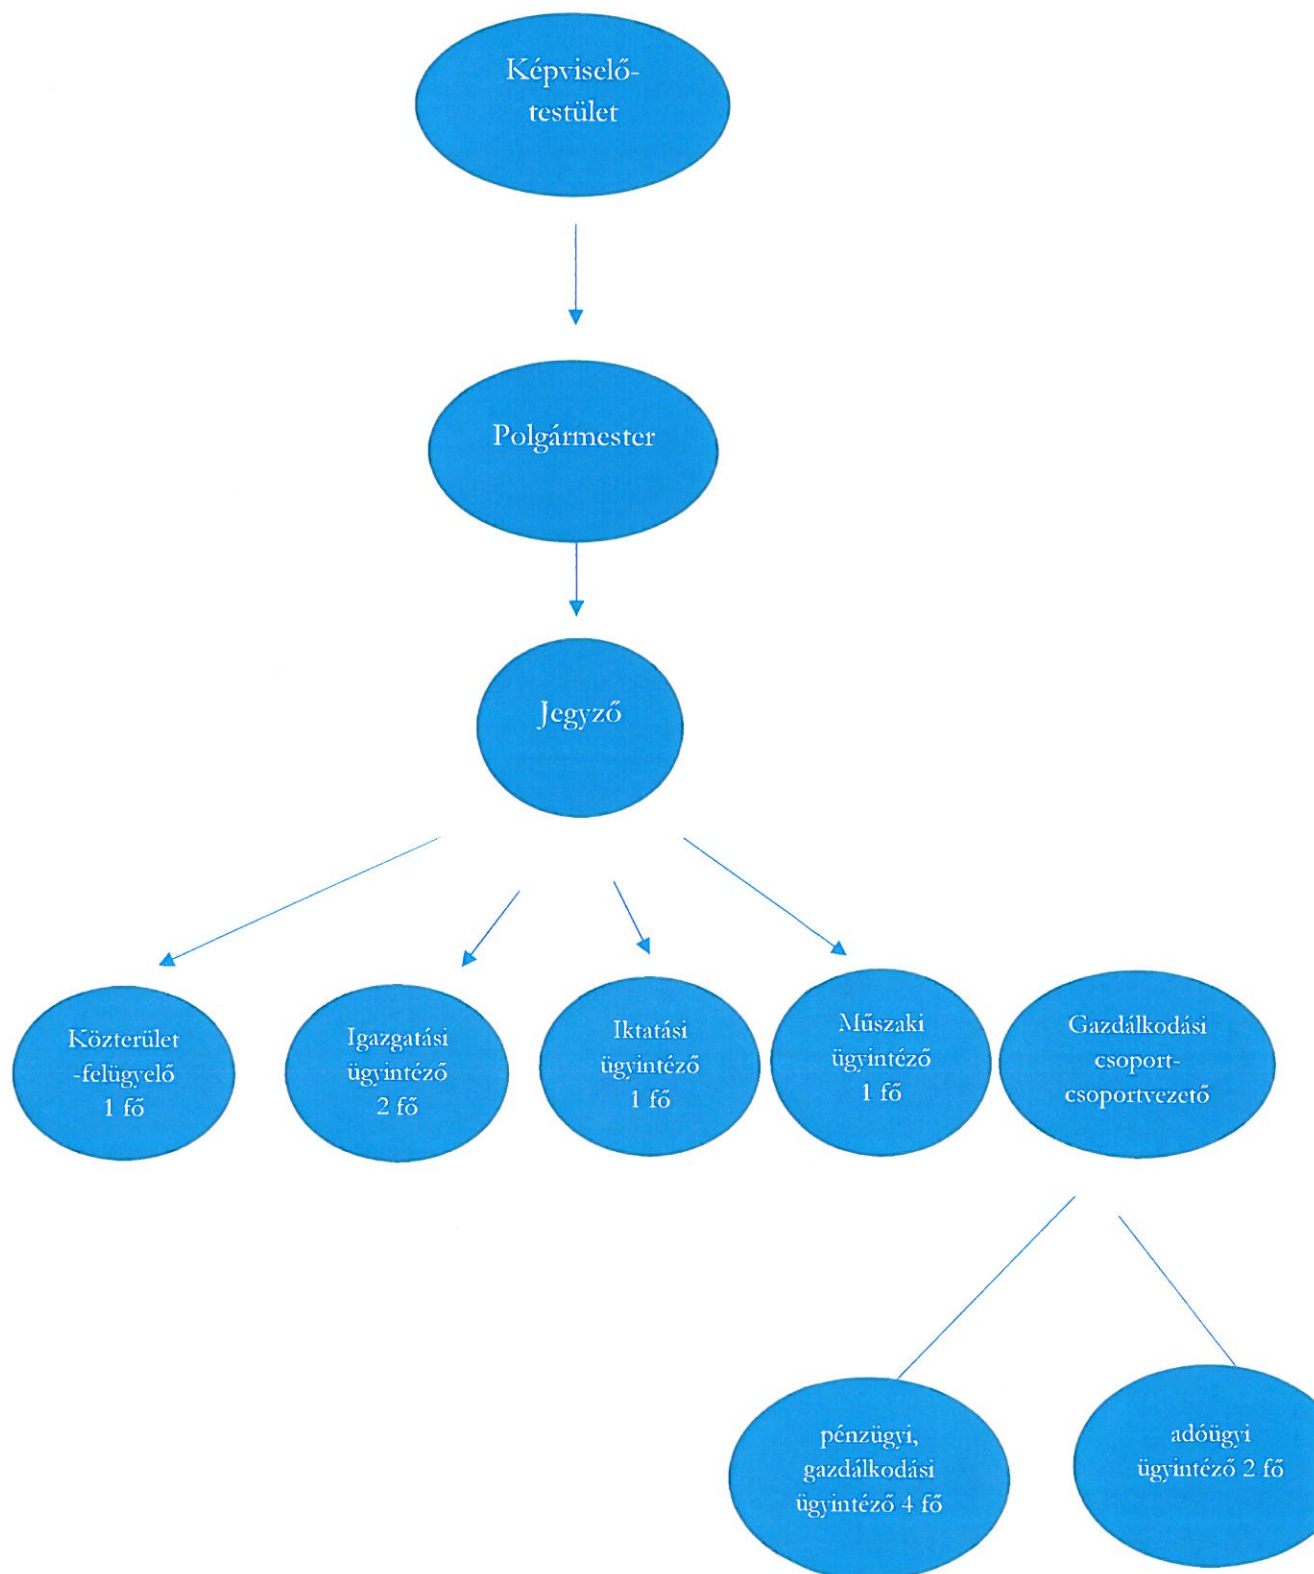 Képviselő-
testület
Polgármester
Jegyző
Közterület
-felügyelő
1 fő
Igazgatási
ügyintéző
2 fő
Iktatási
ügyintéző
1 fő
Műszaki
ügyintéző
1 fő
Gazdálkodási
csoport-
csoportvezető
pénzügyi,
gazdálkodási
ügyintéző 4 fő
adóügyi
ügyintéző 2 fő